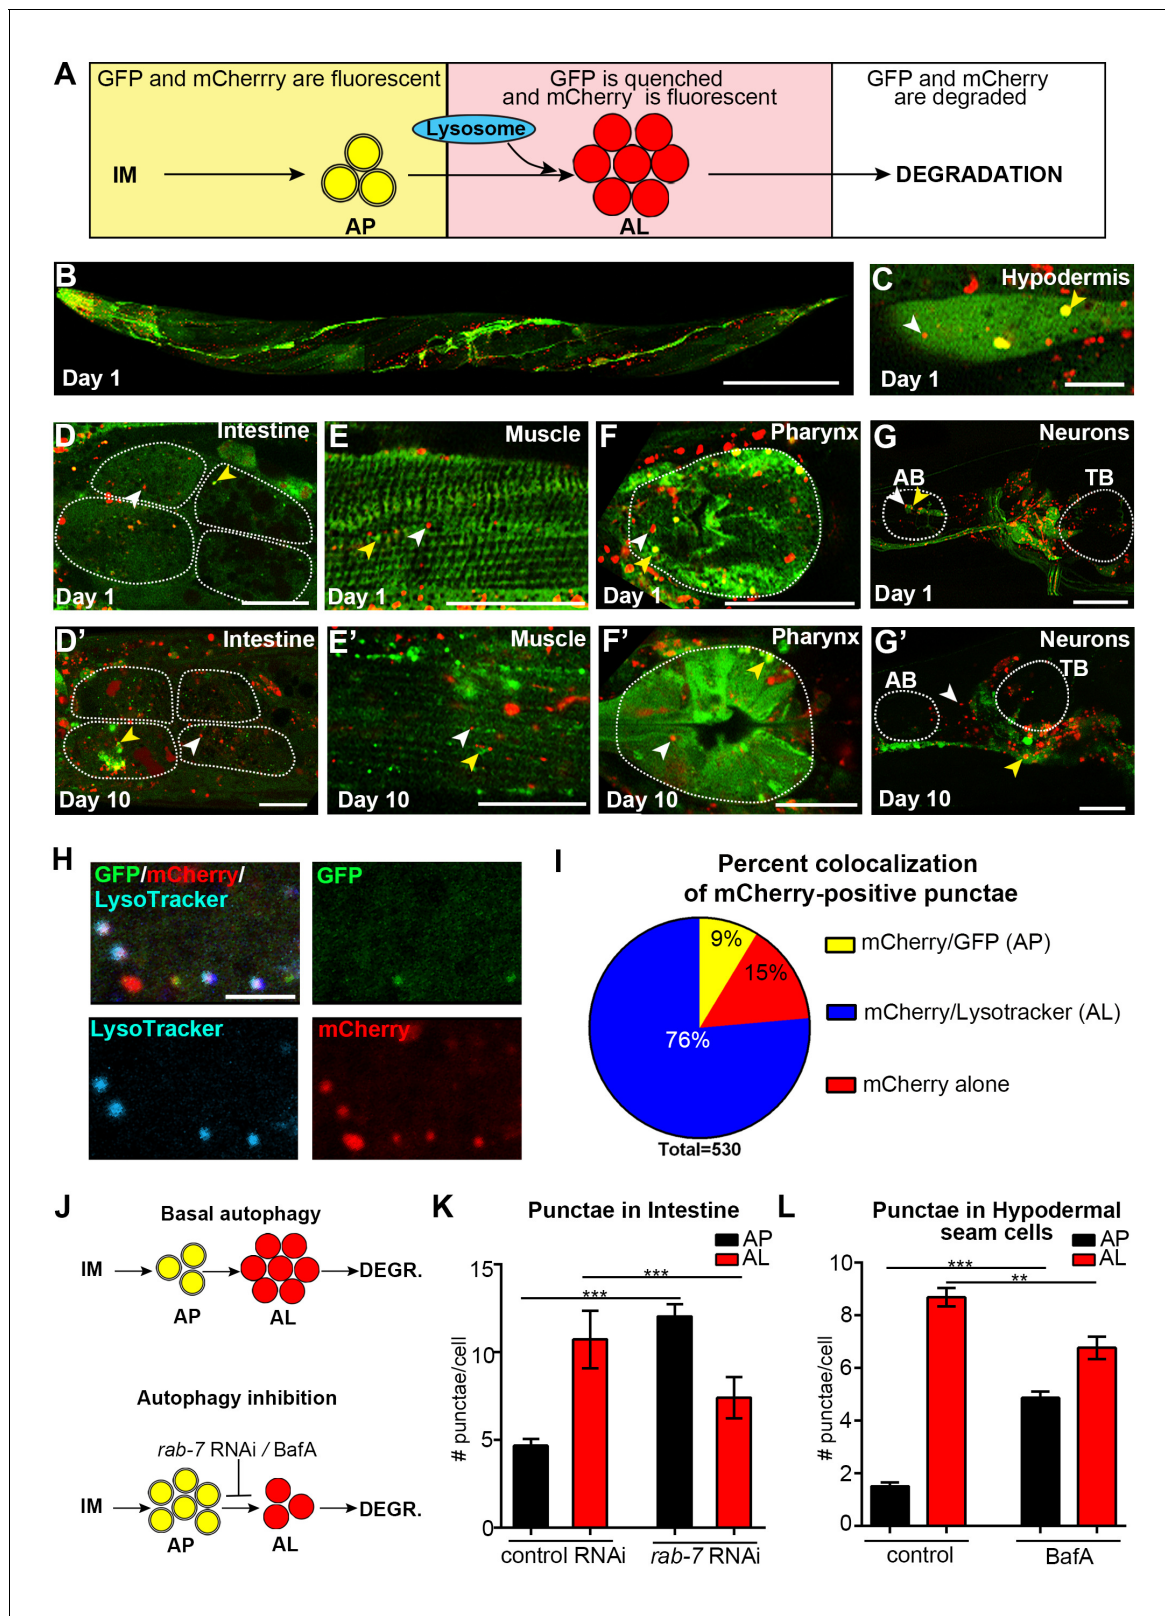 A
GFP and mCherrry are fluorescent
GFP is quenched
and mCherry is fluorescent
GFP and mCherry
are degraded
Lysosome
IM
DEGRADATION
AP
AL
B
Day 1
C
Hypodermis
Day 1
D
Intestine
Day 1
E
Muscle
Day 1
F
Pharynx
Day 1
G
Neurons
AB
TB
Day 1
D'
Intestine
Day 10
E'
Muscle
Day 10
F'
Pharynx
Day 10
G'
Neurons
AB
TB
Day 10
H
GFP/mCherry/
LysoTracker
GFP
LysoTracker
mCherry
I
Percent colocalization
of mCherry-positive punctae
9%
15%
76%
Total=530
mCherry/GFP (AP)
mCherry/Lysotracker (AL)
mCherry alone
J
Basal autophagy
IM
DEGR.
AP
AL
Autophagy inhibition
rab-7 RNAi / BafA
IM
DEGR.
AP
AL
K
Punctae in Intestine
AP
AL
# punctae/cell
15
10
5
0
***
***
control RNAi
rab-7 RNAi
L
Punctae in Hypodermal
seam cells
AP
AL
# punctae/cell
10
8
6
4
2
0
***
**
control
BafA